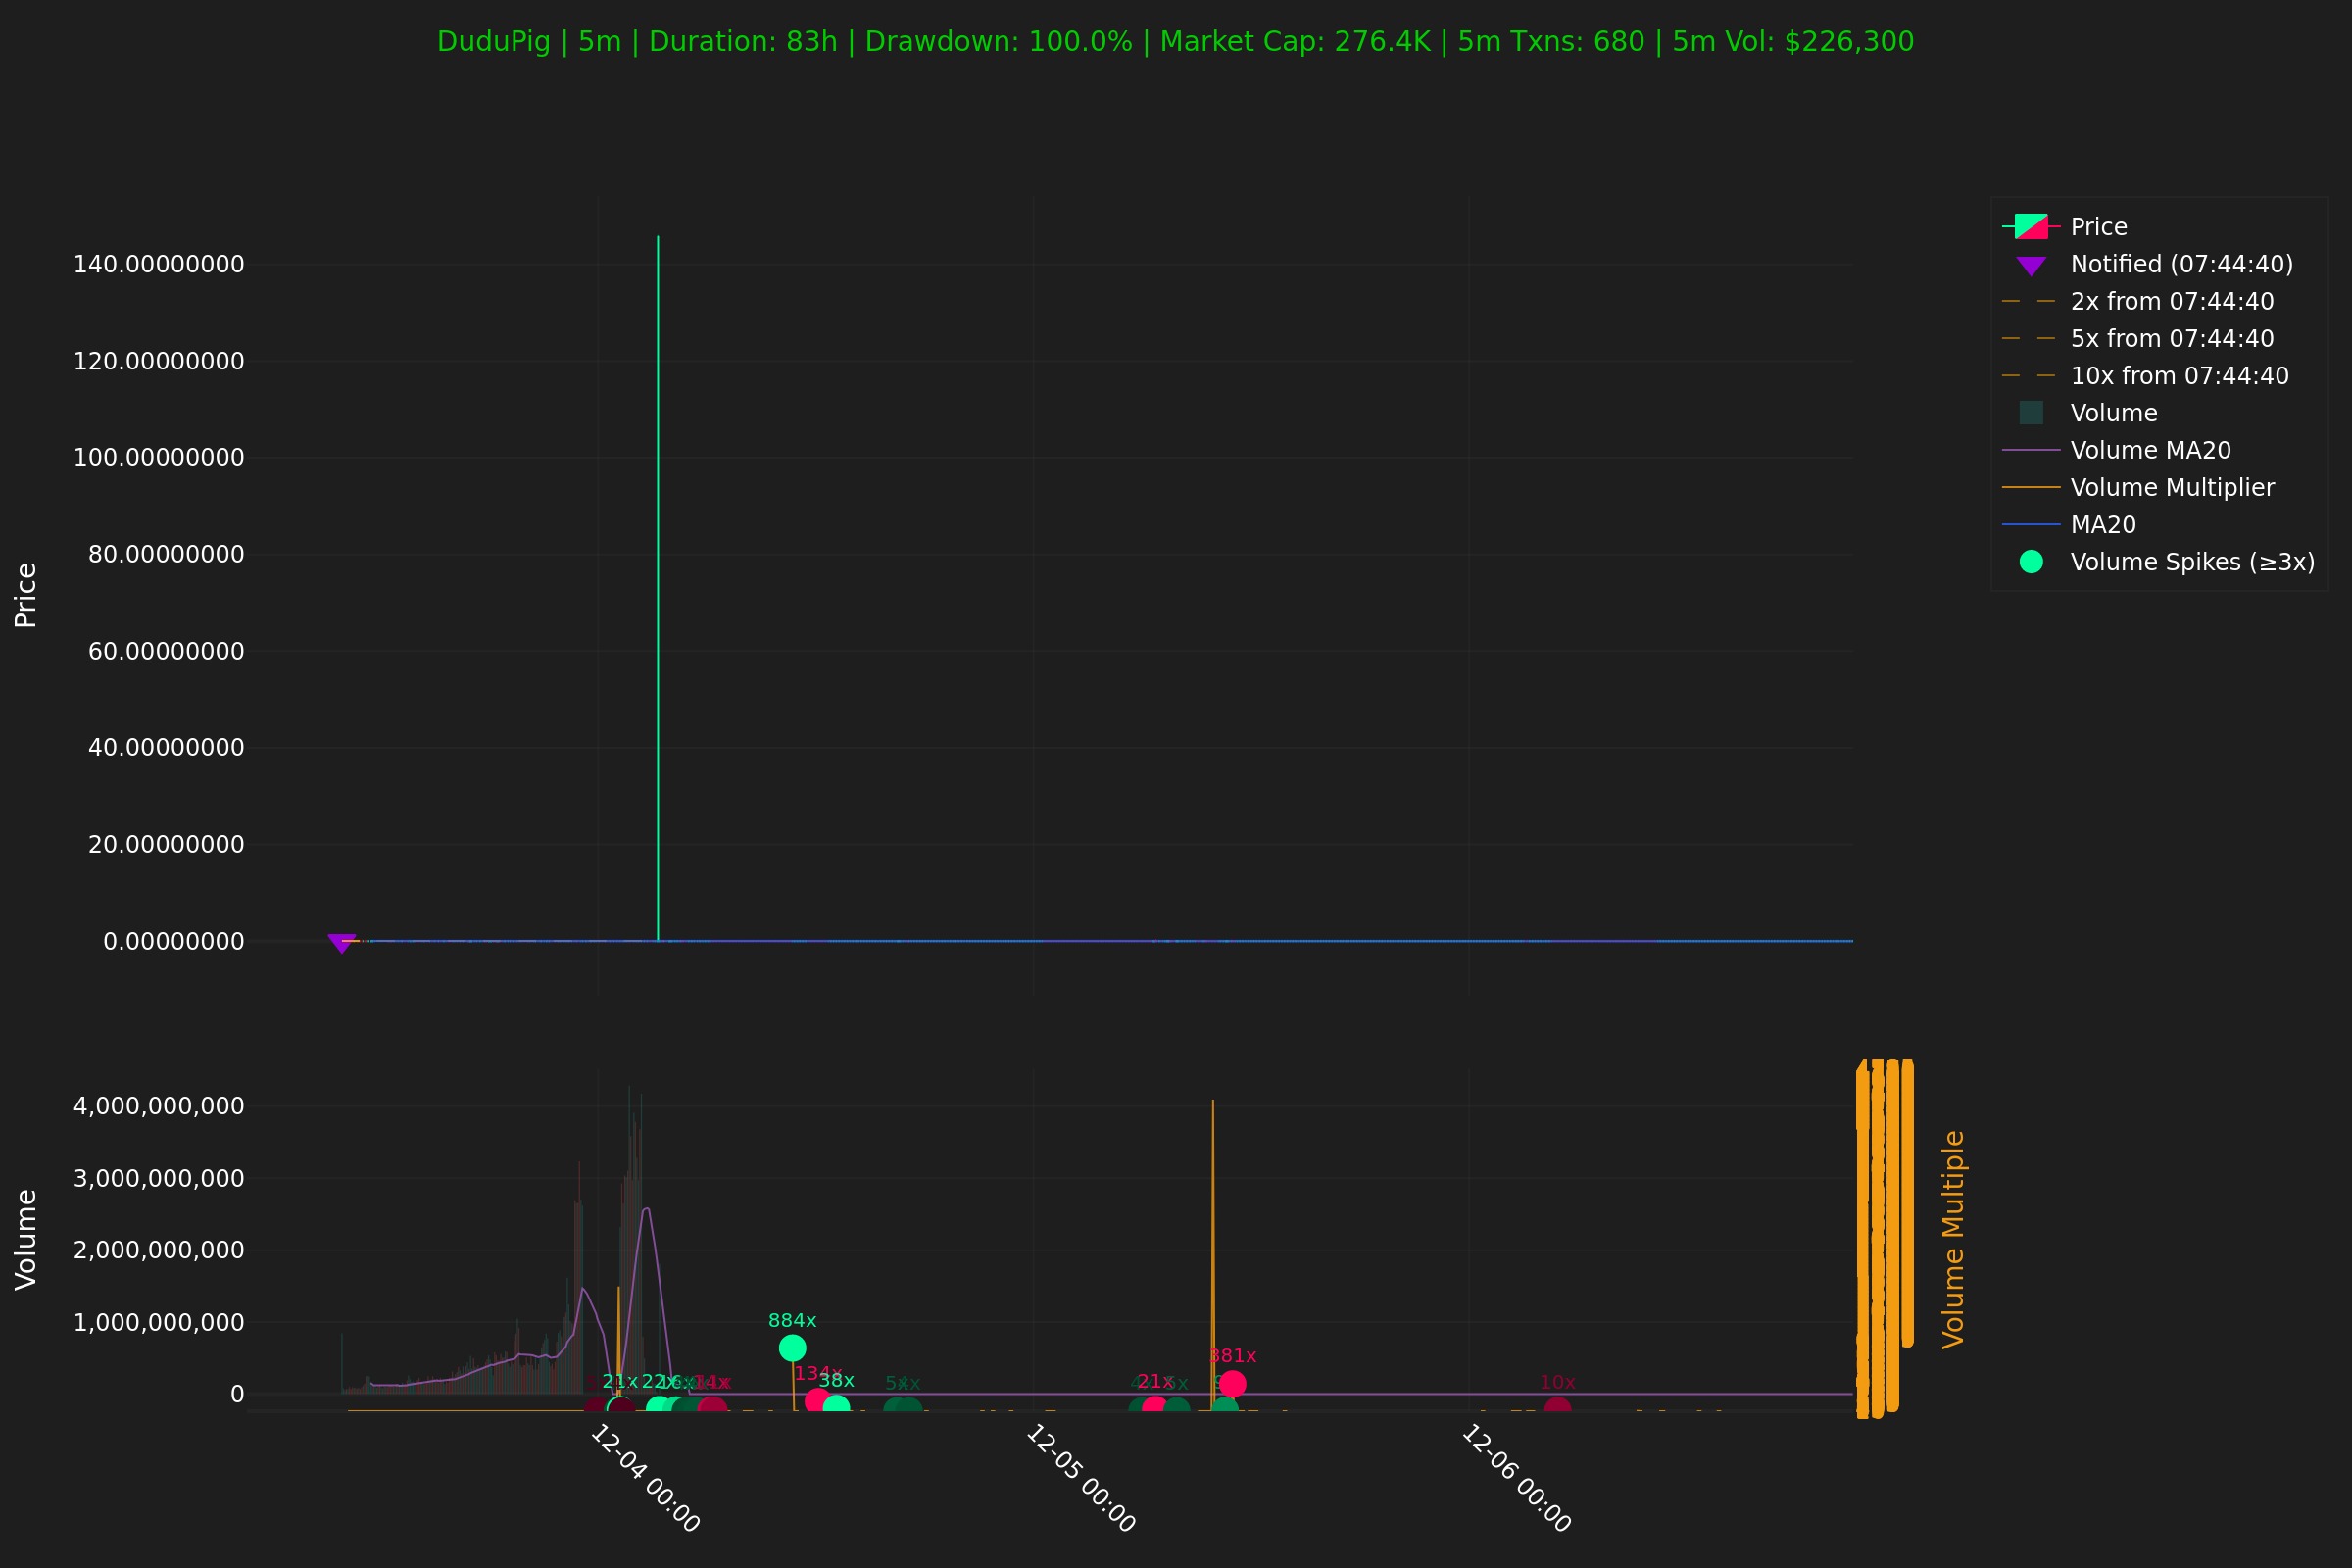 DuduPig | 5m | Duration: 83h | Drawdown: 100.0% | Market Cap: 276.4K | 5m Txns: 680 | 5m Vol: $226,300
Price
140.00000000
120.00000000
100.00000000
80.00000000
60.00000000
40.00000000
20.00000000
0.00000000
Price
Notified (07:44:40)
2x from 07:44:40
5x from 07:44:40
10x from 07:44:40
Volume
Volume MA20
Volume Multiplier
MA20
Volume Spikes (≥3x)
Volume
4,000,000,000
3,000,000,000
2,000,000,000
1,000,000,000
0
21x
22x
884x
134x
38x
5x
4x
21x
5x
381x
10x
Volume Multiple
12-04 00:00
12-05 00:00
12-06 00:00